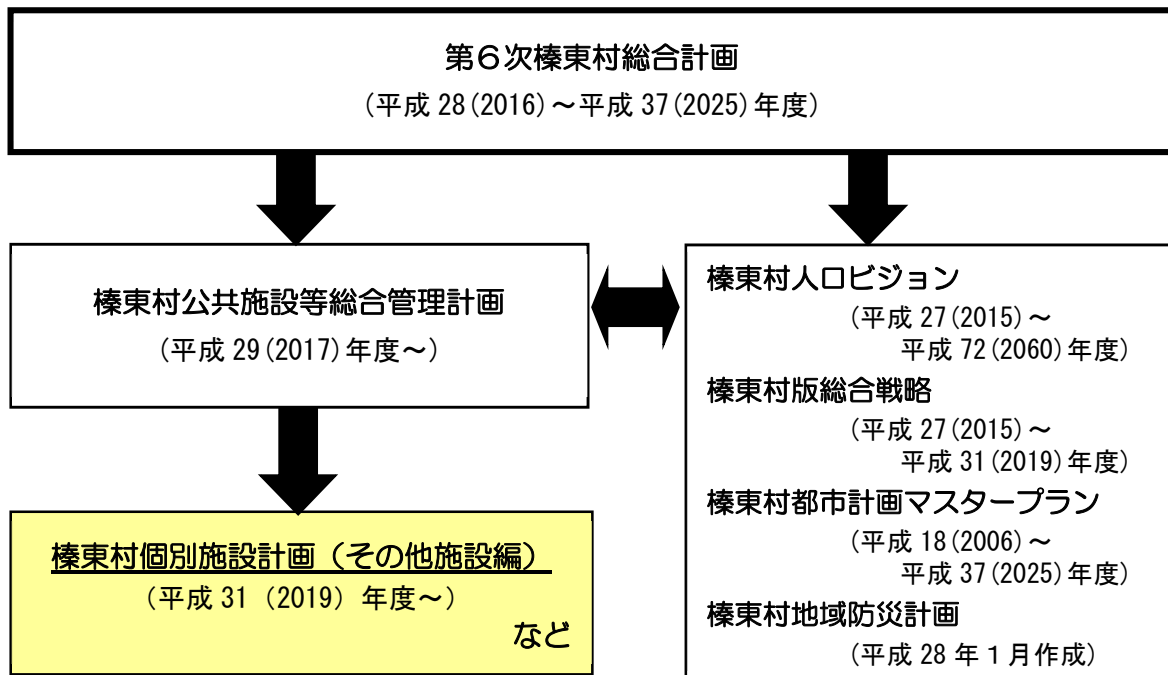 第6次榛東村総合計画
(平成 28(2016)～平成 37(2025)年度)
榛東村公共施設等総合管理計画
(平成 29(2017)年度～)
榛東村個別施設計画（その他施設編）
(平成 31（2019）年度～)
など
榛東村人口ビジョン
(平成 27(2015)～
平成 72(2060)年度)
榛東村版総合戦略
(平成 27(2015)～
平成 31(2019)年度)
榛東村都市計画マスタープラン
(平成 18(2006)～
平成 37(2025)年度)
榛東村地域防災計画
(平成 28 年 1 月作成)